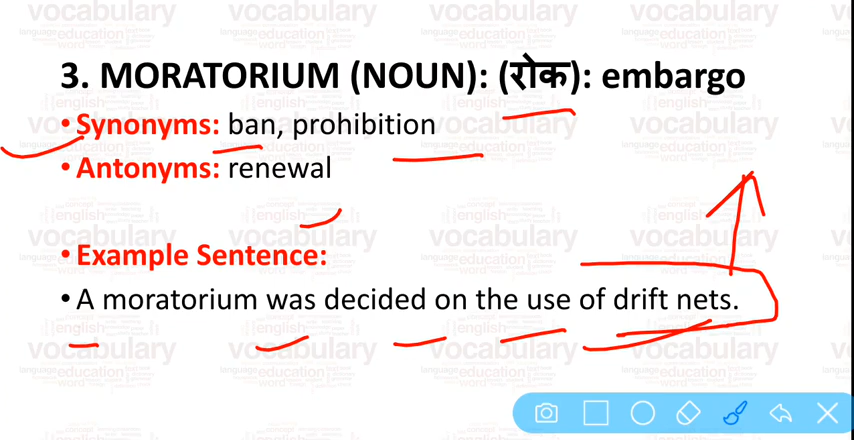 3. MORATORIUM (NOUN): (रोक): embargo
•Synonyms: ban, prohibition
•Antonyms: renewal
•Example Sentence:
•A moratorium was decided on the use of drift nets.